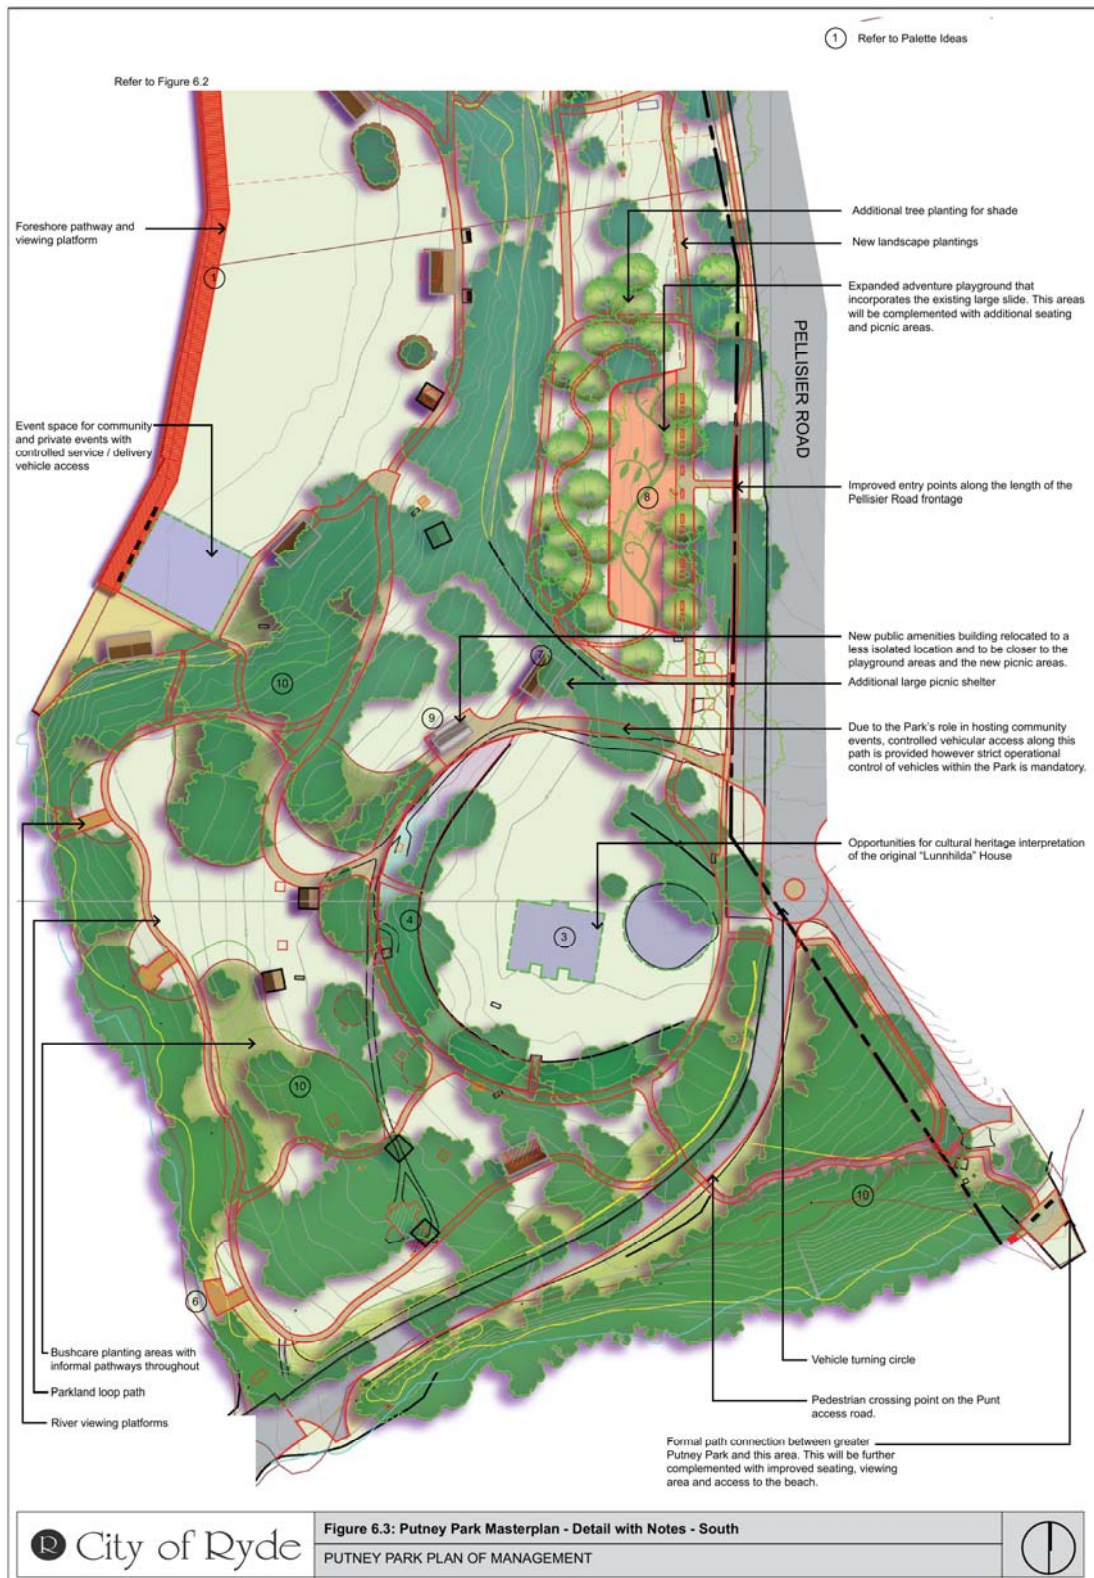 1 Refer to Palette Ideas
Refer to Figure 6.2
Foreshore pathway and
viewing platform
1
Additional tree planting for shade
New landscape plantings
Expanded adventure playground that
incorporates the existing large slide. This areas
will be complemented with additional seating
and picnic areas.
PELLISIER ROAD
Event space for community
and private events with
controlled service / delivery
vehicle access
8
Improved entry points along the length of the
Pellisier Road frontage
New public amenities building relocated to a
less isolated location and to be closer to the
playground areas and the new picnic areas.
7
Additional large picnic shelter
10
9
Due to the Park's role in hosting community
events, controlled vehicular access along this
path is provided however strict operational
control of vehicles within the Park is mandatory.
Opportunities for cultural heritage interpretation
of the original "Lunnhilda" House
4
3
10
10
6
Bushcare planting areas with
informal pathways throughout
Parkland loop path
River viewing platforms
Vehicle turning circle
Pedestrian crossing point on the Punt
access road.
Formal path connection between greater
Putney Park and this area. This will be further
complemented with improved seating, viewing
area and access to the beach.
R City of Ryde
Figure 6.3: Putney Park Masterplan - Detail with Notes - South
PUTNEY PARK PLAN OF MANAGEMENT